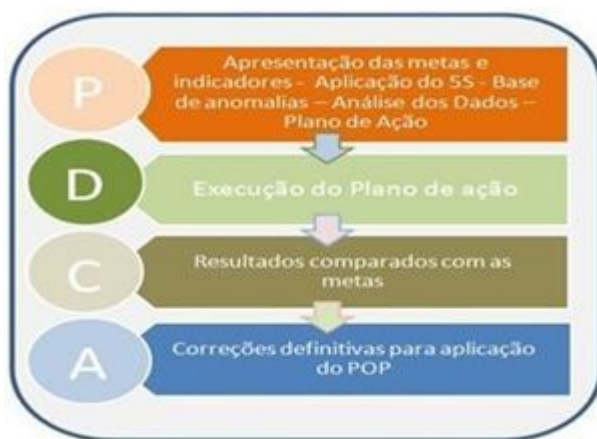 P
Apresentação das metas e
indicadores - Aplicação do 5S - Base
de anomalias – Análise dos Dados –
Plano de Ação
D
Execução do Plano de ação
C
Resultados comparados com as
metas
A
Correções definitivas para aplicação
do POP